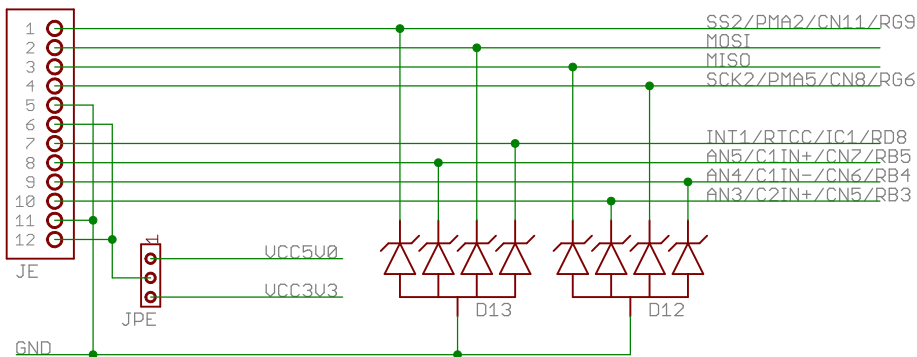 1 SS2/PMA2/CN11/RG9
2 MOSI
3 MISO
4 SCK2/PMA5/CN8/RG6
5
6
7 INT1/RTCC/IC1/RD8
8 AN5/C1IN+/CN7/RB5
9 AN4/C1IN-/CN6/RB4
10 AN3/C2IN+/CN5/RB3
11
12
1
VCC5V0
JE
VCC3V3
JPE
D13 D12
GND